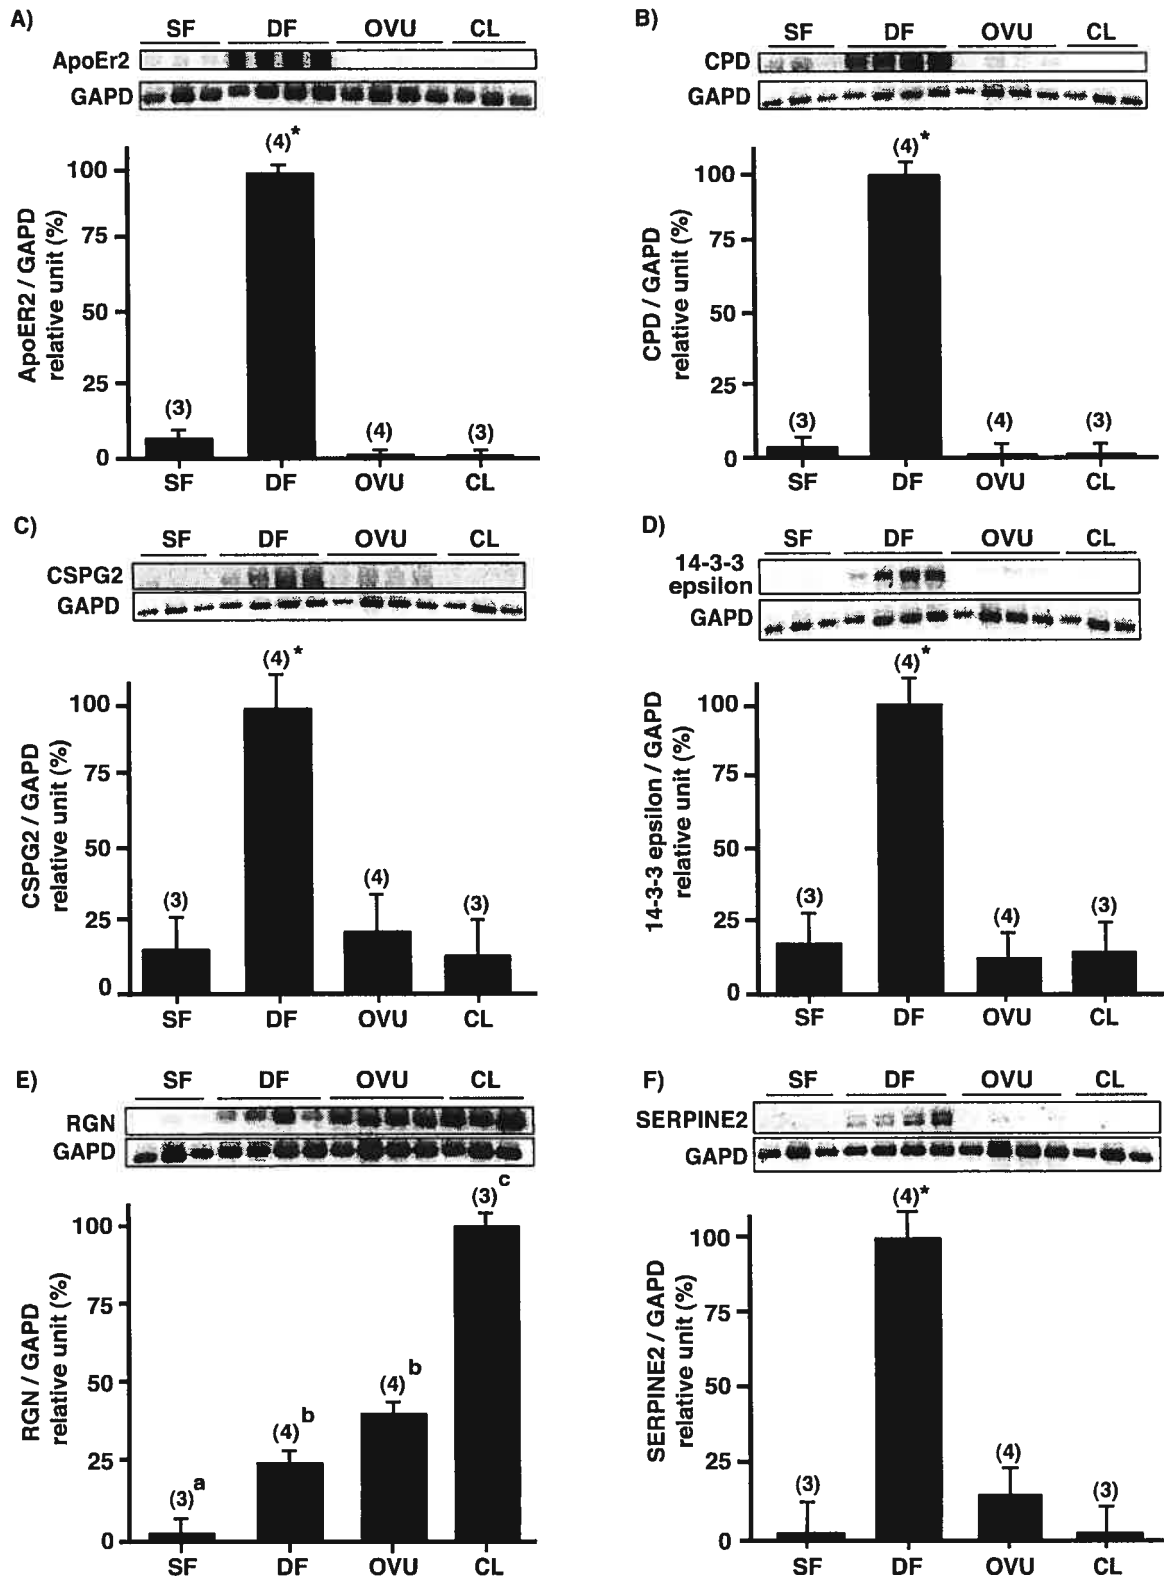 A)
SF DF OVU CL
ApoEr2
GAPD
(4)*
100
75
50
25
0
ApoER2 / GAPD
relative unit (%)
(3)
(4)
(3)
SF DF OVU CL
B)
SF DF OVU CL
CPD
GAPD
(4)*
100
75
50
25
0
CPD / GAPD
relative unit (%)
(3)
(4)
(3)
SF DF OVU CL
C)
SF DF OVU CL
CSPG2
GAPD
(4)*
100
75
50
25
0
CSPG2 / GAPD
relative unit (%)
(3)
(4)
(3)
SF DF OVU CL
D)
SF DF OVU CL
14-3-3
epsilon
GAPD
(4)*
100
75
50
25
0
14-3-3 epsilon / GAPD
relative unit (%)
(3)
(4)
(3)
SF DF OVU CL
E)
SF DF OVU CL
RGN
GAPD
(3)c
100
75
50
25
0
RGN / GAPD
relative unit (%)
(4)b
(4)b
(3)a
SF DF OVU CL
F)
SF DF OVU CL
SERPINE2
GAPD
(4)*
100
75
50
25
0
SERPINE2 / GAPD
relative unit (%)
(3)
(4)
(3)
SF DF OVU CL